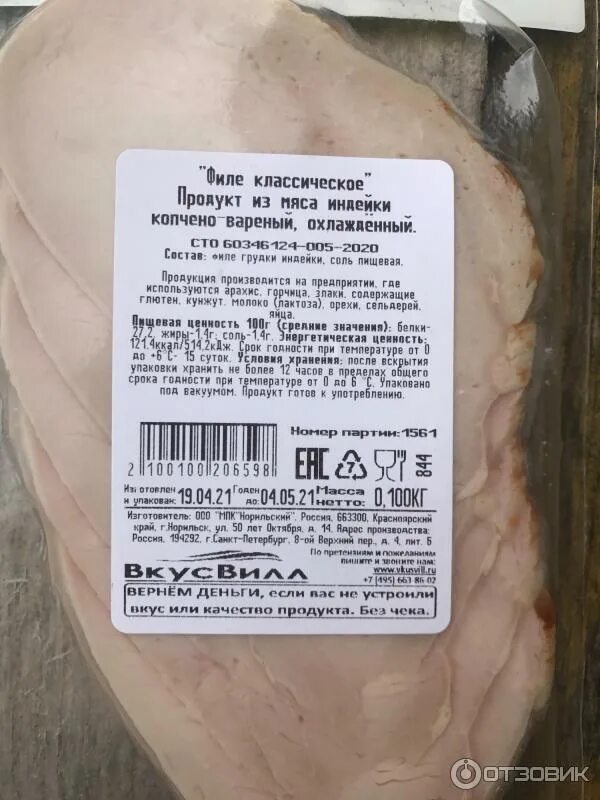 "Филе классическое"
Продукт из мяса индейки
копчено-вареный, охлаждённый.
СТО 60346124-005-2020
Состав: филе грудки индейки, соль пищевая.
Продукция производится на предприятии, где
используются арахис, горчица, злаки, содержащие
глютен, кунжут, молоко (лактоза), орехи, сельдерей,
яйца.
Пищевая ценность 100г (средние значения): белки-
27,2, жиры-1,4г; соль-1,4г. Энергетическая ценность:
121,4ккал/514,2кДж. Срок годности при температуре от 0
до +6°С- 15 суток. Условия хранения: после вскрытия
упаковки хранить не более 12 часов в пределах общего
срока годности при температуре от 0 до 6 °С. Упаковано
под вакуумом. Продукт готов к употреблению.
Номер партии:1561
2 100100 206598
EAC 7 844
Изготовлен и упакован: 19.04.21 Годен до 04.05.21 Масса нетто: 0,100КГ
Изготовитель: ООО "МПК"Норильский". Россия, 663300, Красноярский
край, г.Норильск, ул. 50 лет Октября, д. 14. Адрес производства:
Россия, 194292, г.Санкт-Петербург, 8-ой Верхний пер., д. 4, лит. Б
По претензиям и пожеланиям
пишите и звоните нам:
www.vkusvill.ru
+7 (495) 663 86 02
ВкусВилл
ВЕРНЁМ ДЕНЬГИ, если вас не устроили
вкус или качество продукта. Без чека.
ОТЗОВИК